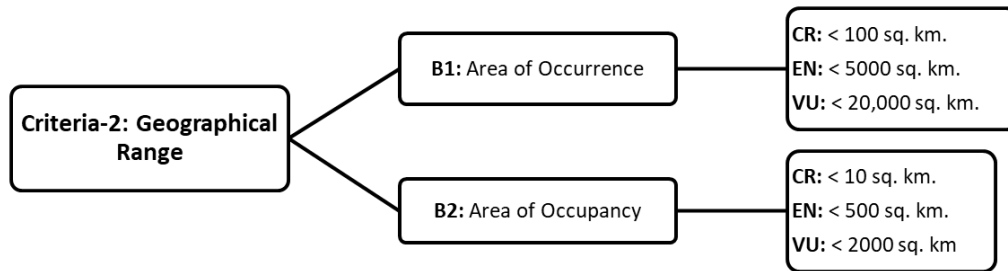 Criteria-2: Geographical
Range
B1: Area of Occurrence
CR: < 100 sq. km.
EN: < 5000 sq. km.
VU: < 20,000 sq. km.
B2: Area of Occupancy
CR: < 10 sq. km.
EN: < 500 sq. km.
VU: < 2000 sq. km